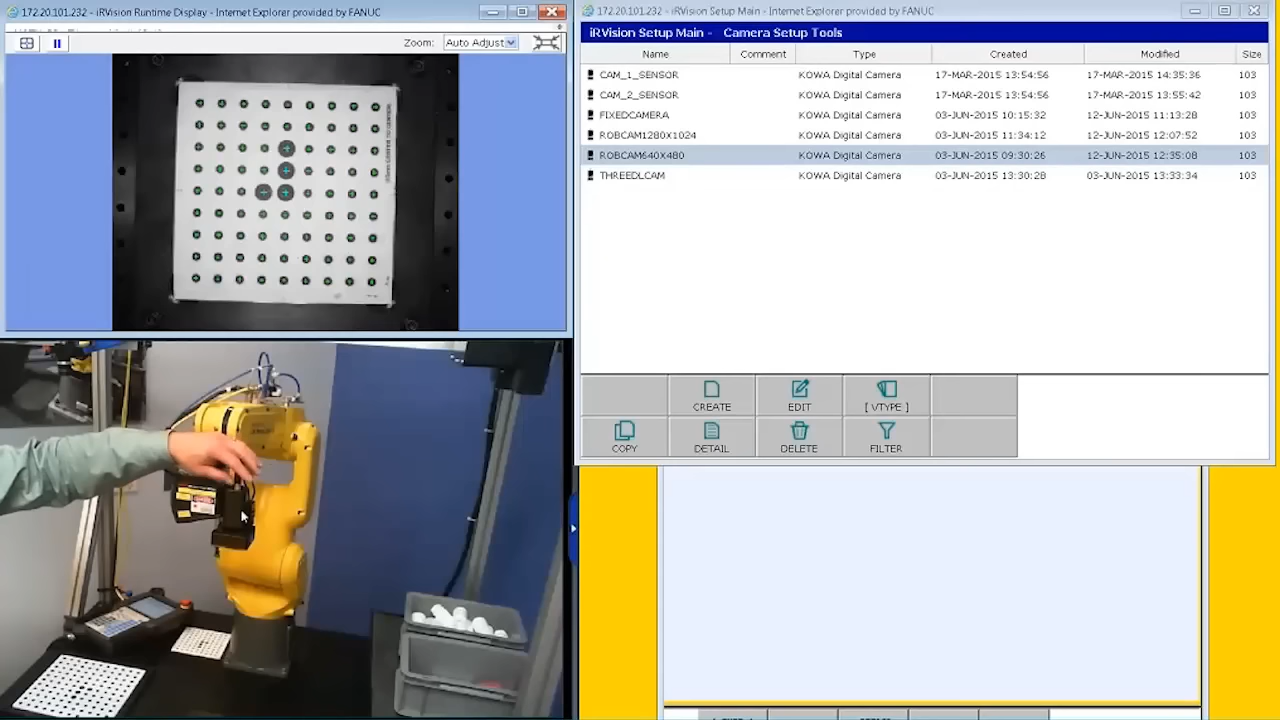 172.20.101.232 - iRVision Runtime Display - Internet Explorer provided by FANUC
Zoom: Auto Adjust
172.20.101.232 - iRVision Setup Main - Internet Explorer provided by FANUC
iRVision Setup Main - Camera Setup Tools
Name Comment Type Created Modified Size
CAM_1_SENSOR KOWA Digital Camera 17-MAR-2015 13:54:56 17-MAR-2015 14:35:36 103
CAM_2_SENSOR KOWA Digital Camera 17-MAR-2015 13:54:56 17-MAR-2015 13:55:42 103
FIXEDCAMERA KOWA Digital Camera 03-JUN-2015 10:15:32 12-JUN-2015 11:13:28 103
ROBCAM1280X1024 KOWA Digital Camera 03-JUN-2015 11:34:12 12-JUN-2015 12:07:52 103
ROBCAM640X480 KOWA Digital Camera 03-JUN-2015 09:30:26 12-JUN-2015 12:35:08 103
THREEDLCAM KOWA Digital Camera 03-JUN-2015 13:30:28 03-JUN-2015 13:33:34 103
CREATE EDIT [ VTYPE ]
COPY DETAIL DELETE FILTER